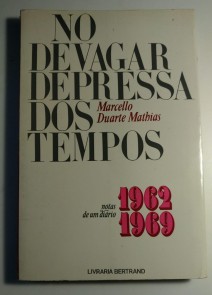 NO
DEVAGAR
DEPRESSA
DOS
Marcello
Duarte Mathias
TEMPOS
notas
de um diário
1962
1969
LIVRARIA BERTRAND